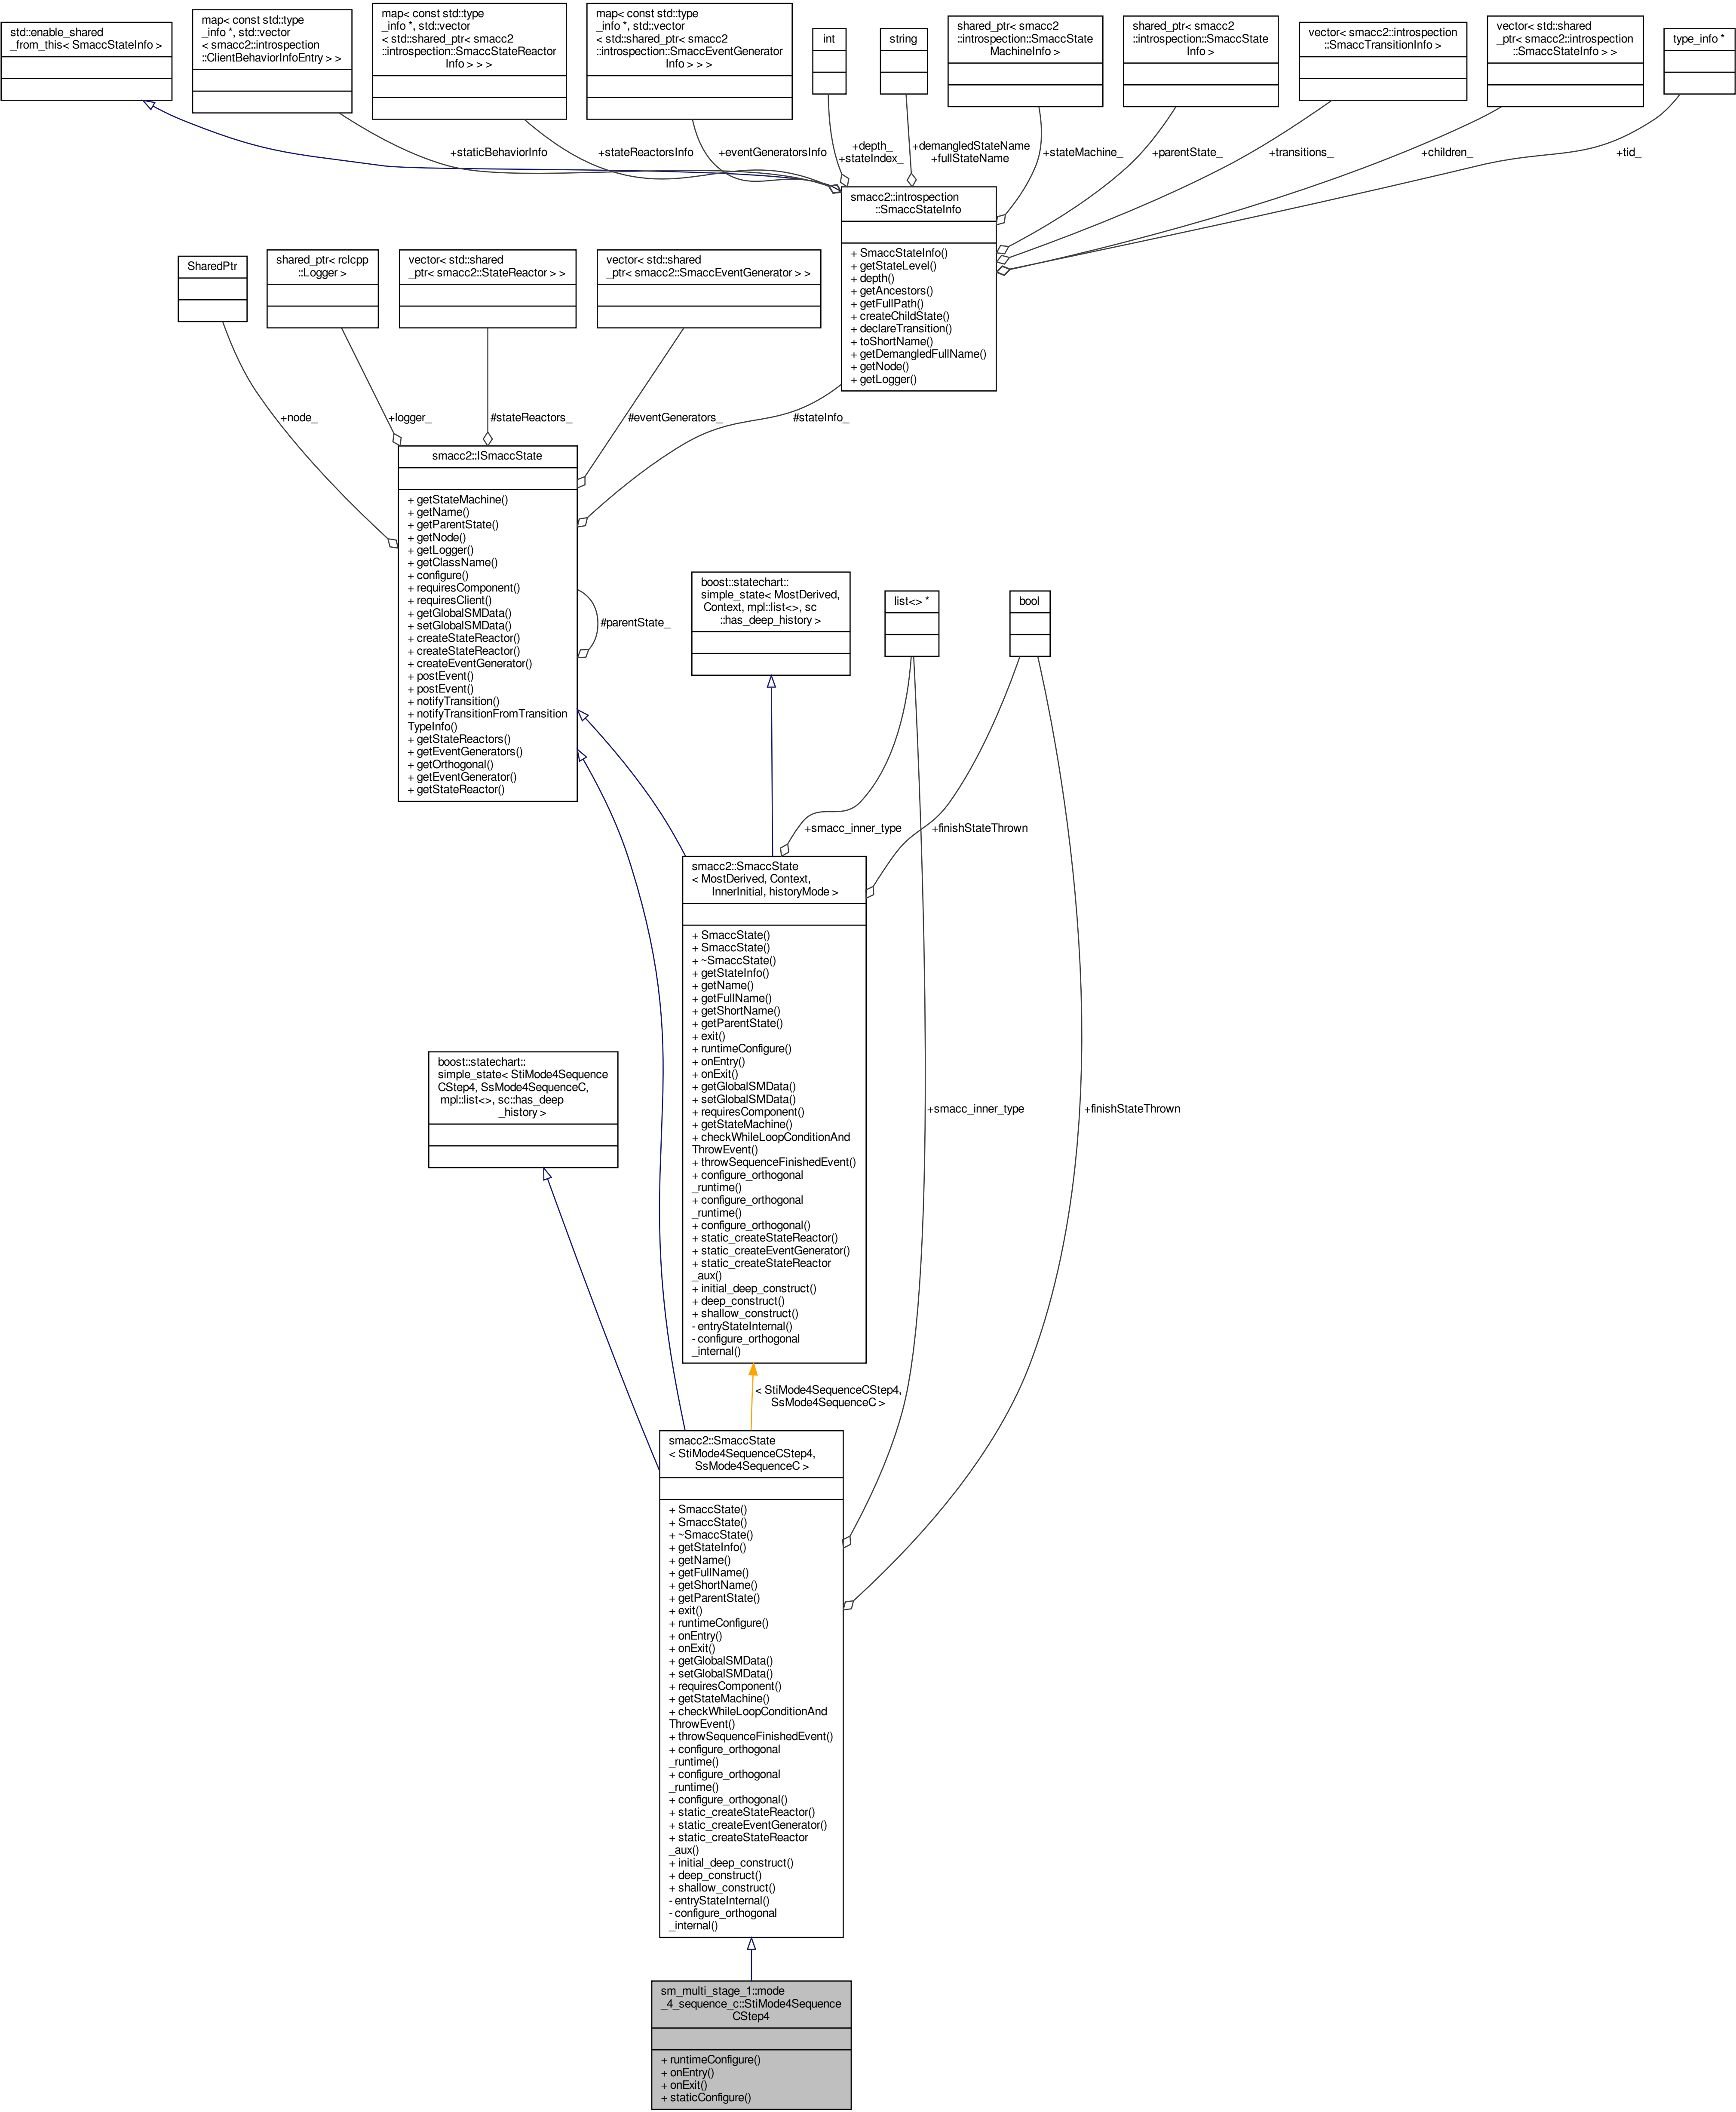 std::enable_shared
_from_this< SmaccStateInfo >
map< const std::type
_info *, std::vector
< smacc2::introspection
::ClientBehaviorInfoEntry > >
map< const std::type
_info *, std::vector
< std::shared_ptr< smacc2
::introspection::SmaccStateReactor
Info > > >
map< const std::type
_info *, std::vector
< std::shared_ptr< smacc2
::introspection::SmaccEventGenerator
Info > > >
int
string
shared_ptr< smacc2
::introspection::SmaccState
MachineInfo >
shared_ptr< smacc2
::introspection::SmaccState
Info >
vector< smacc2::introspection
::SmaccTransitionInfo >
vector< std::shared
_ptr< smacc2::introspection
::SmaccStateInfo > >
type_info *
+staticBehaviorInfo
+stateReactorsInfo
+eventGeneratorsInfo
+depth_
+stateIndex_
+demangledStateName
+fullStateName
+stateMachine_
+parentState_
+transitions_
+children_
+tid_
smacc2::introspection
::SmaccStateInfo
+ SmaccStateInfo()
+ getStateLevel()
+ depth()
+ getAncestors()
+ getFullPath()
+ createChildState()
+ declareTransition()
+ toShortName()
+ getDemangledFullName()
+ getNode()
+ getLogger()
SharedPtr
shared_ptr< rclcpp
::Logger >
vector< std::shared
_ptr< smacc2::StateReactor > >
vector< std::shared
_ptr< smacc2::SmaccEventGenerator > >
+node_
+logger_
#stateReactors_
#eventGenerators_
#stateInfo_
smacc2::ISmaccState
+ getStateMachine()
+ getName()
+ getParentState()
+ getNode()
+ getLogger()
+ getClassName()
+ configure()
+ requiresComponent()
+ requiresClient()
+ getGlobalSMData()
+ setGlobalSMData()
+ createStateReactor()
+ createStateReactor()
+ createEventGenerator()
+ postEvent()
+ postEvent()
+ notifyTransition()
+ notifyTransitionFromTransition
TypeInfo()
+ getStateReactors()
+ getEventGenerators()
+ getOrthogonal()
+ getEventGenerator()
+ getStateReactor()
#parentState_
boost::statechart::
simple_state< MostDerived,
Context, mpl::list<>, sc
::has_deep_history >
list<> *
bool
+smacc_inner_type
+finishStateThrown
smacc2::SmaccState
< MostDerived, Context,
InnerInitial, historyMode >
+ SmaccState()
+ SmaccState()
+ ~SmaccState()
+ getStateInfo()
+ getName()
+ getFullName()
+ getShortName()
+ getParentState()
+ exit()
+ runtimeConfigure()
+ onEntry()
+ onExit()
+ getGlobalSMData()
+ setGlobalSMData()
+ requiresComponent()
+ getStateMachine()
+ checkWhileLoopConditionAnd
ThrowEvent()
+ throwSequenceFinishedEvent()
+ configure_orthogonal
_runtime()
+ configure_orthogonal
_runtime()
+ configure_orthogonal()
+ static_createStateReactor()
+ static_createEventGenerator()
+ static_createStateReactor
_aux()
+ initial_deep_construct()
+ deep_construct()
+ shallow_construct()
- entryStateInternal()
- configure_orthogonal
_internal()
boost::statechart::
simple_state< StiMode4Sequence
CStep4, SsMode4SequenceC,
mpl::list<>, sc::has_deep
_history >
+smacc_inner_type
+finishStateThrown
< StiMode4SequenceCStep4,
SsMode4SequenceC >
smacc2::SmaccState
< StiMode4SequenceCStep4,
SsMode4SequenceC >
+ SmaccState()
+ SmaccState()
+ ~SmaccState()
+ getStateInfo()
+ getName()
+ getFullName()
+ getShortName()
+ getParentState()
+ exit()
+ runtimeConfigure()
+ onEntry()
+ onExit()
+ getGlobalSMData()
+ setGlobalSMData()
+ requiresComponent()
+ getStateMachine()
+ checkWhileLoopConditionAnd
ThrowEvent()
+ throwSequenceFinishedEvent()
+ configure_orthogonal
_runtime()
+ configure_orthogonal
_runtime()
+ configure_orthogonal()
+ static_createStateReactor()
+ static_createEventGenerator()
+ static_createStateReactor
_aux()
+ initial_deep_construct()
+ deep_construct()
+ shallow_construct()
- entryStateInternal()
- configure_orthogonal
_internal()
sm_multi_stage_1::mode
_4_sequence_c::StiMode4Sequence
CStep4
+ runtimeConfigure()
+ onEntry()
+ onExit()
+ staticConfigure()